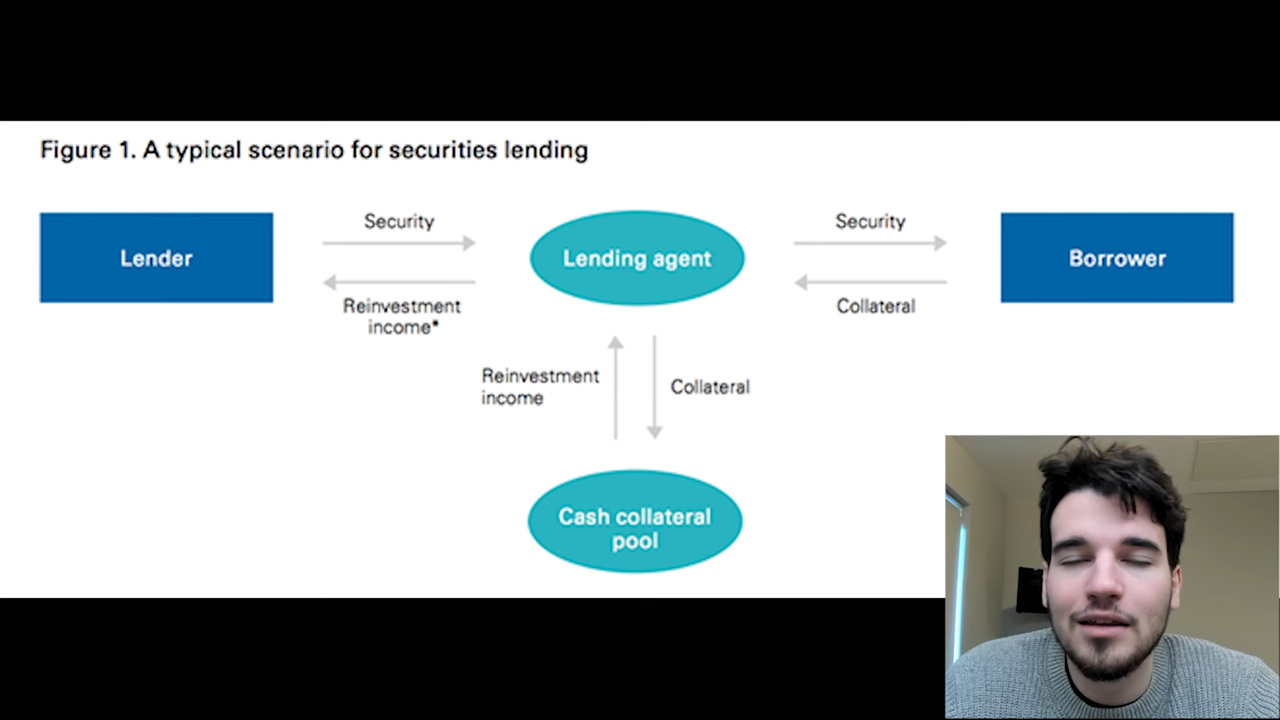 Figure 1. A typical scenario for securities lending
Lender
Security
Reinvestment
income*
Lending agent
Security
Collateral
Borrower
Reinvestment
income
Collateral
Cash collateral
pool